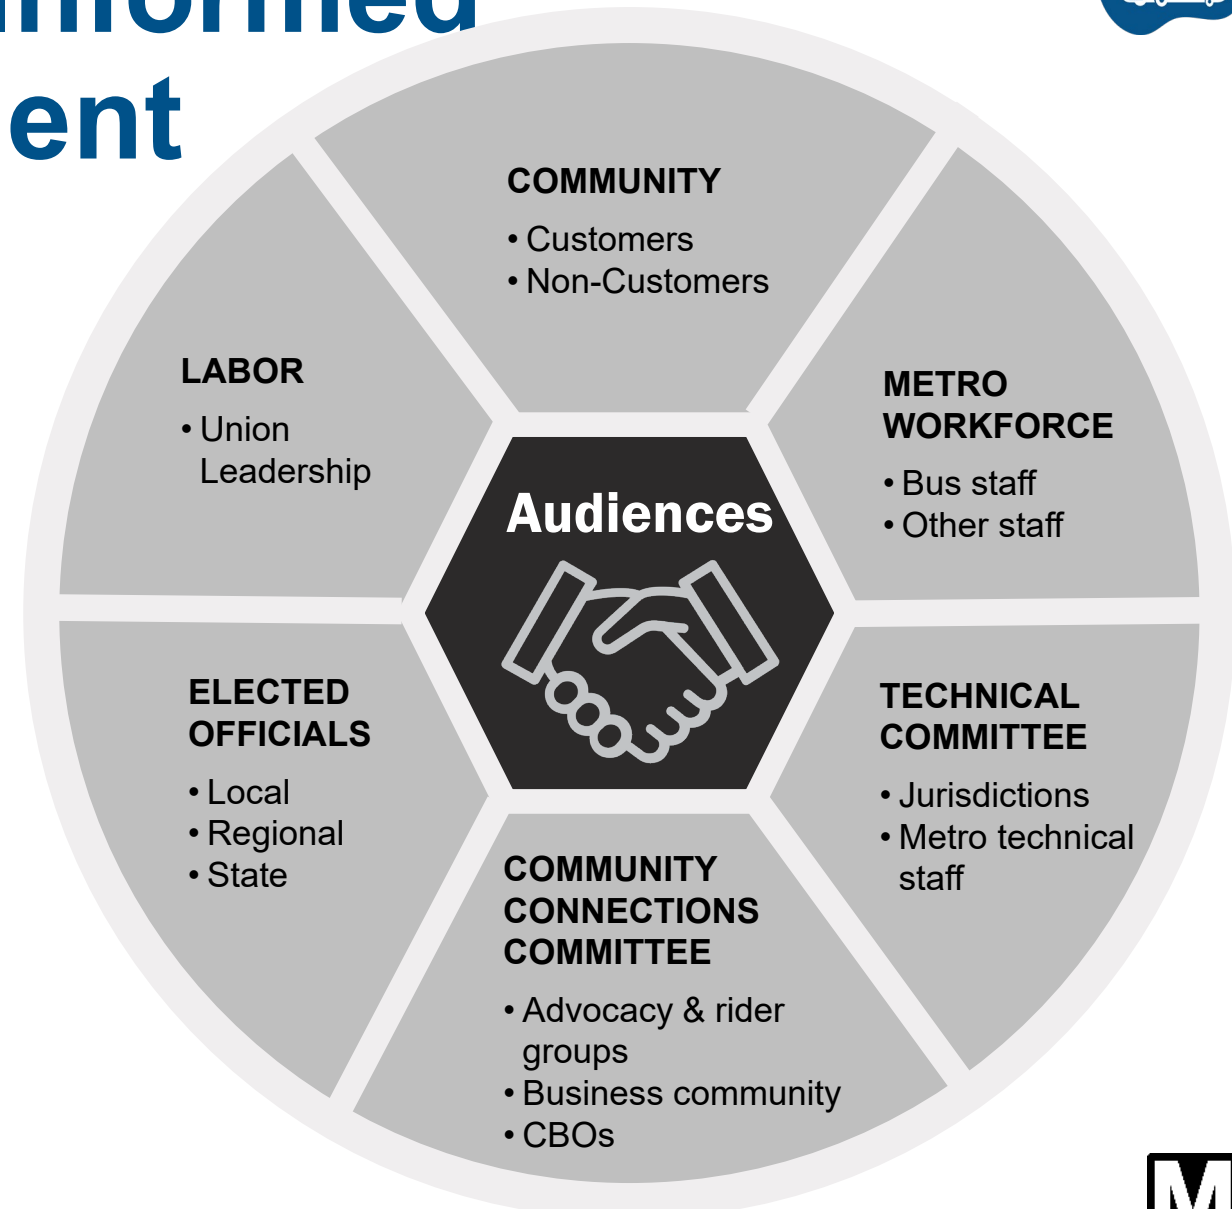 informed
ent
COMMUNITY
• Customers
• Non-Customers
LABOR
• Union
Leadership
METRO
WORKFORCE
• Bus staff
• Other staff
Audiences
ELECTED
OFFICIALS
• Local
• Regional
• State
TECHNICAL
COMMITTEE
• Jurisdictions
• Metro technical
staff
COMMUNITY
CONNECTIONS
COMMITTEE
• Advocacy & rider
groups
• Business community
• CBOs
M